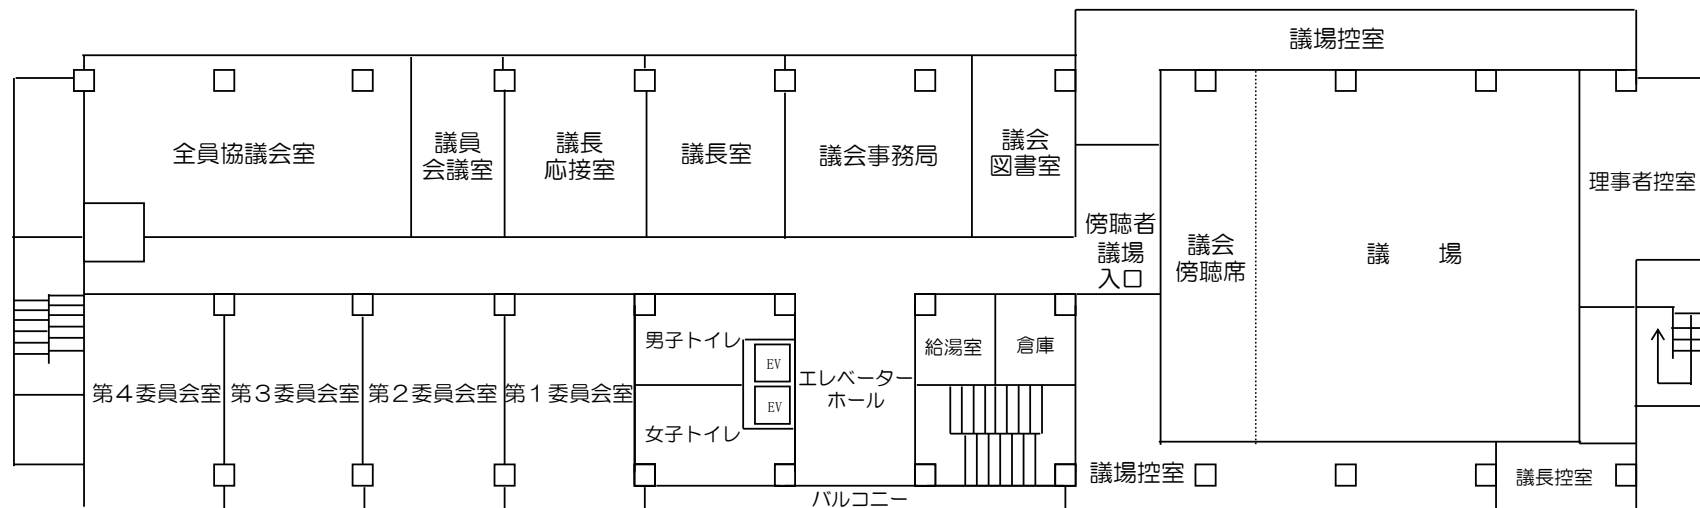 議場控室
全員協議会室
議員
会議室
議長
応接室
議長室
議会事務局
議会
図書室
理事者控室
傍聴者
議場
入口
議会
傍聴席
議　場
男子トイレ
EV
EV
女子トイレ
エレベーター
ホール
給湯室
倉庫
第４委員会室
第３委員会室
第２委員会室
第１委員会室
議場控室
議長控室
バルコニー